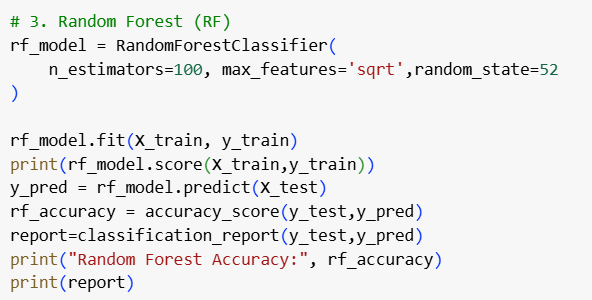 # 3. Random Forest (RF)
rf_model = RandomForestClassifier(
    n_estimators=100, max_features='sqrt',random_state=52
)
rf_model.fit(X_train, y_train)
print(rf_model.score(X_train,y_train))
y_pred = rf_model.predict(X_test)
rf_accuracy = accuracy_score(y_test,y_pred)
report=classification_report(y_test,y_pred)
print("Random Forest Accuracy:", rf_accuracy)
print(report)